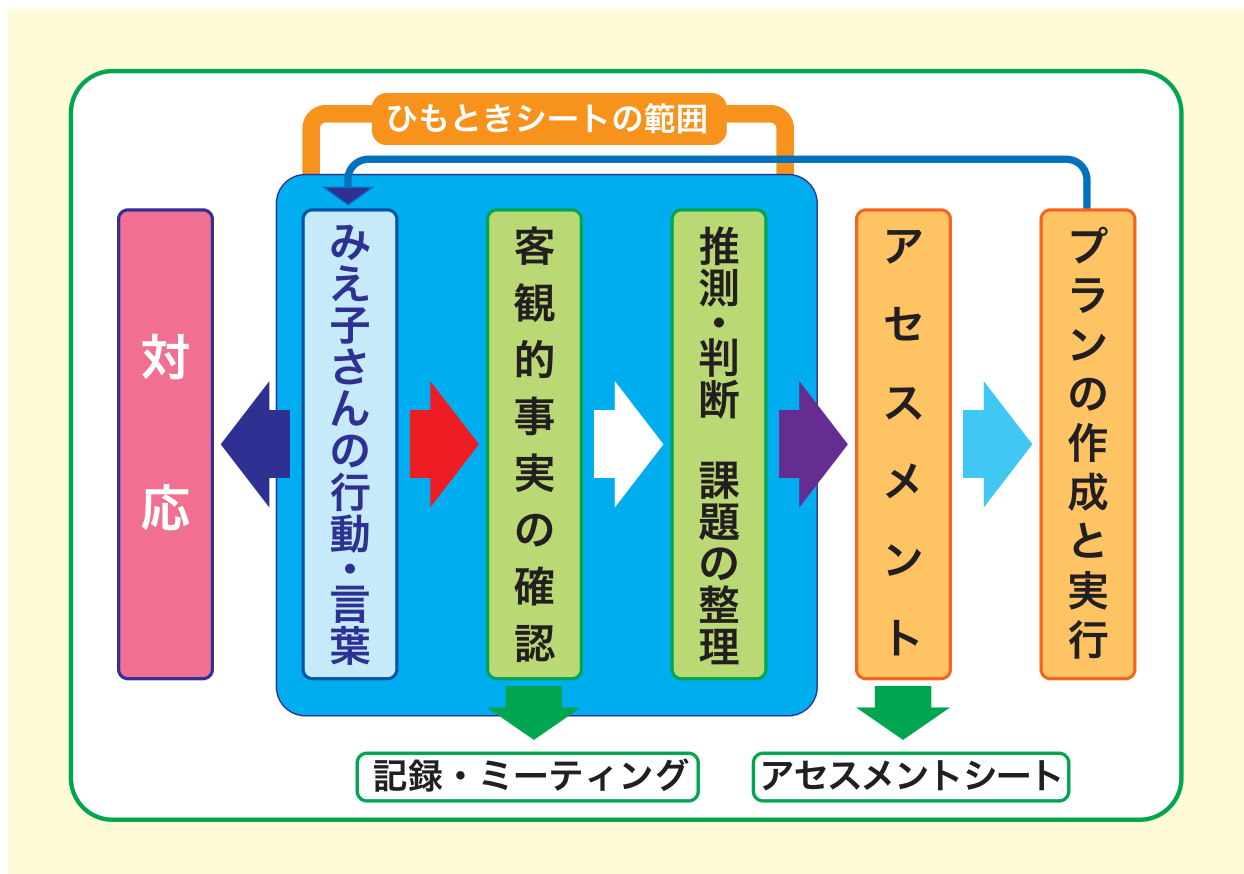 ひもときシートの範囲
対応
みえ子さんの行動・言葉
客観的事実の確認
推測・判断　課題の整理
アセスメント
プランの作成と実行
記録・ミーティング
アセスメントシート